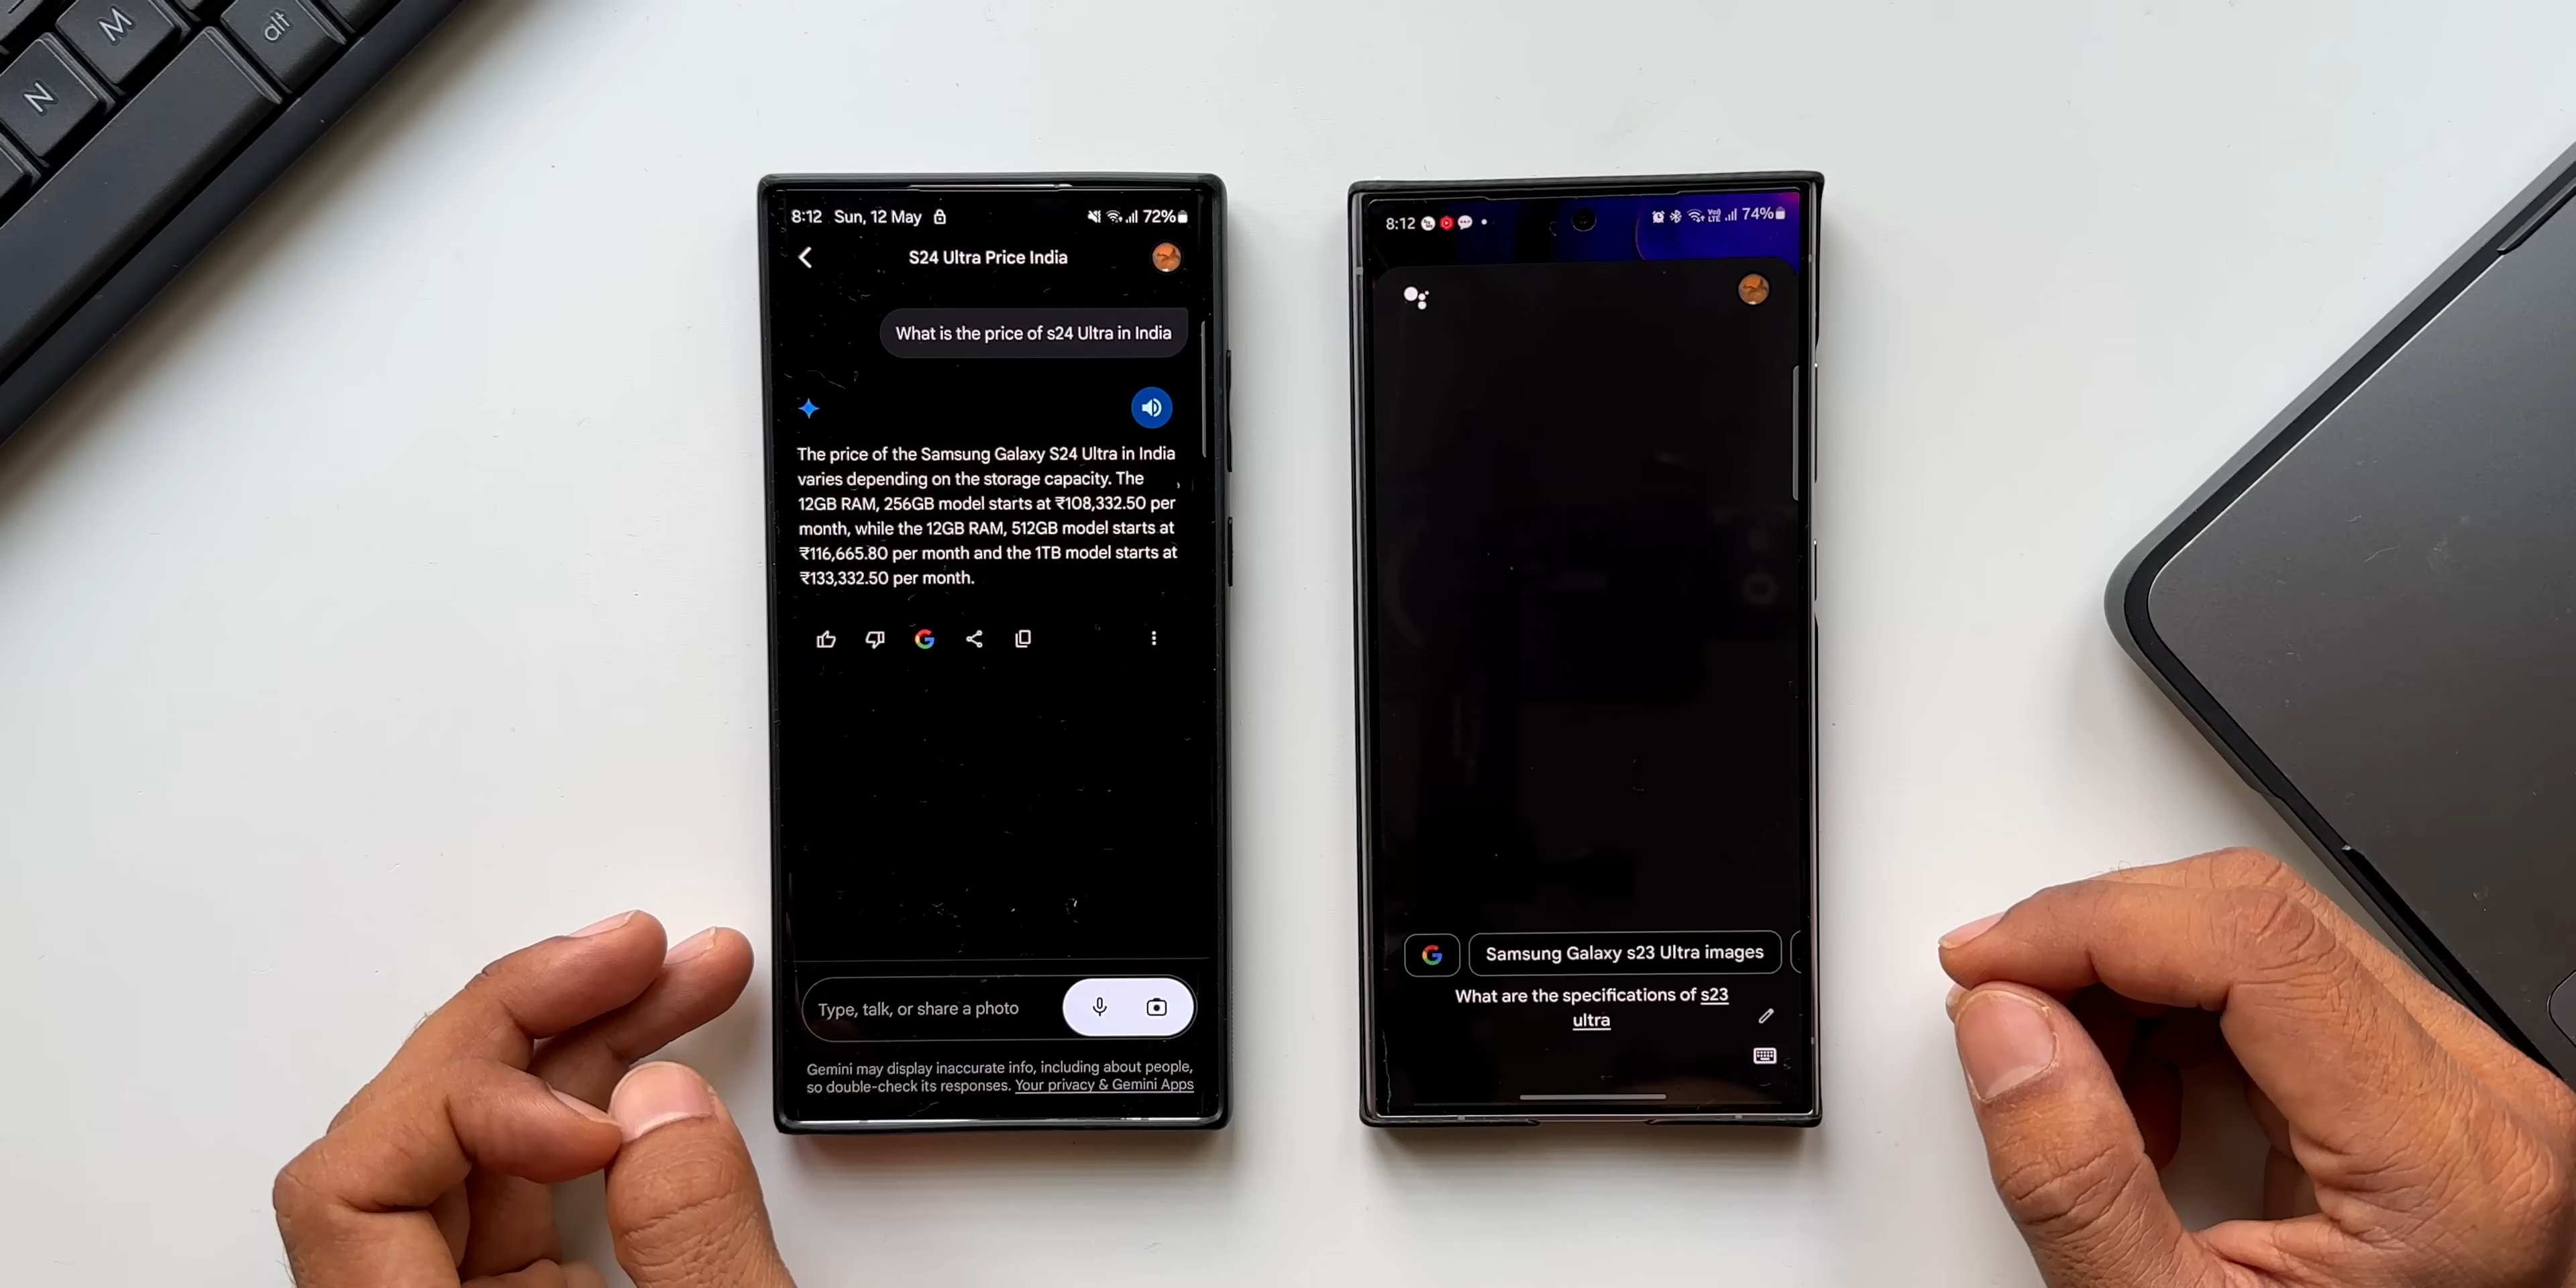 M
N
alt
8:12 Sun, 12 May
72%
S24 Ultra Price India
What is the price of s24 Ultra in India
The price of the Samsung Galaxy S24 Ultra in India
varies depending on the storage capacity. The
12GB RAM, 256GB model starts at ₹108,332.50 per
month, while the 12GB RAM, 512GB model starts at
₹116,665.80 per month and the 1TB model starts at
₹133,332.50 per month.
Type, talk, or share a photo
Gemini may display inaccurate info, including about people,
so double-check its responses. Your privacy & Gemini Apps
8:12
74%
Samsung Galaxy s23 Ultra images
What are the specifications of s23
ultra